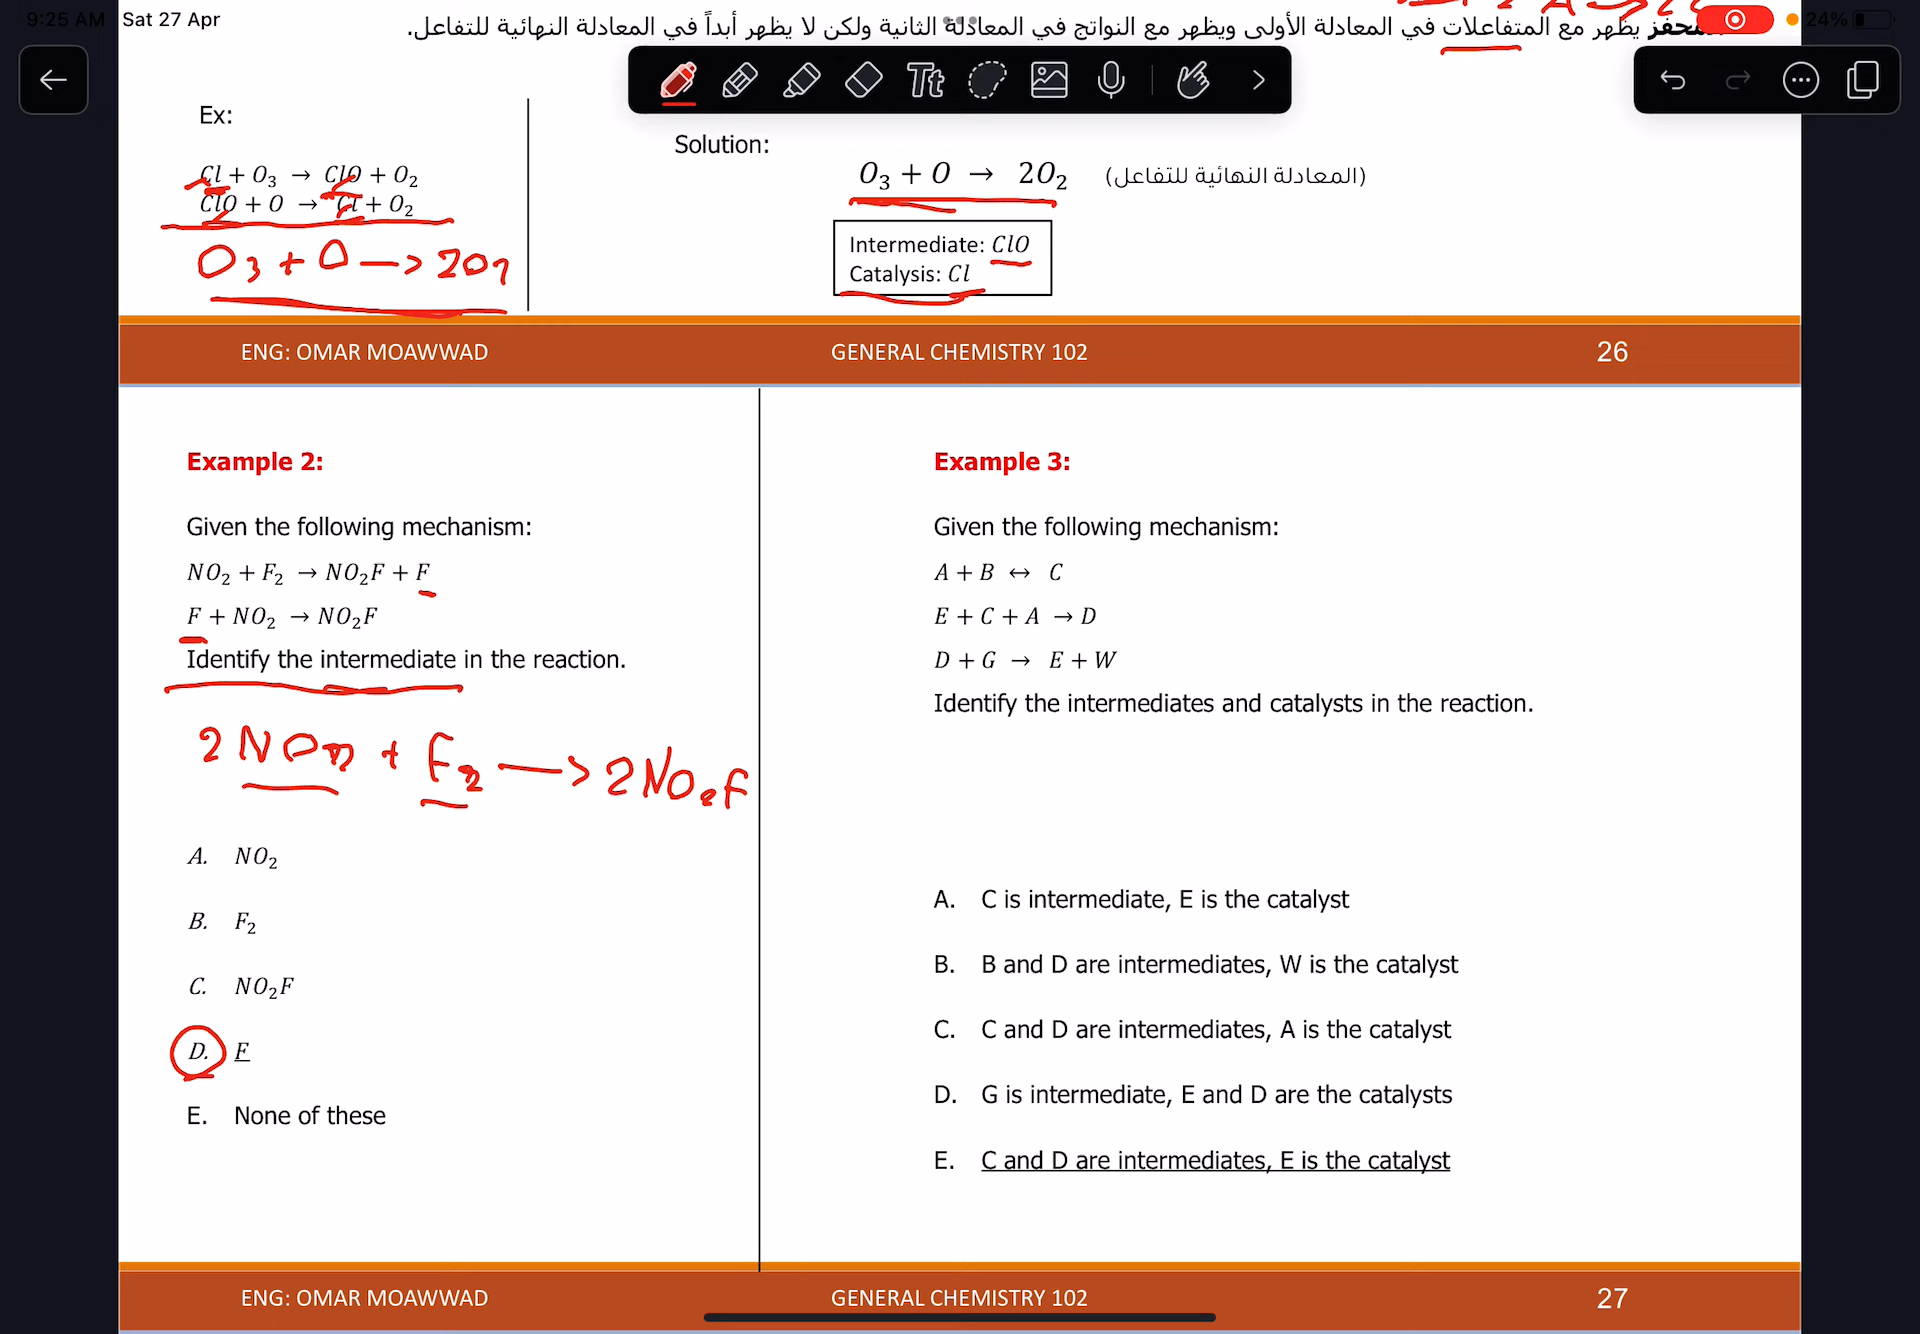 9:25 AM Sat 27 Apr
24%
يظهر مع المتفاعلات في المعادلة الأولى ويظهر مع النواتج في المعادلة الثانية ولكن لا يظهر أبداً في المعادلة النهائية للتفاعل.
Tt
Ex:
Cl + O₃ → ClO + O₂
ClO + O → Cl + O₂
O₃ + O → 2O₂
Solution:
O₃ + O → 2O₂ (المعادلة النهائية للتفاعل)
Intermediate: ClO
Catalysis: Cl
ENG: OMAR MOAWWAD GENERAL CHEMISTRY 102 26
Example 2:
Given the following mechanism:
NO₂ + F₂ → NO₂F + F
F + NO₂ → NO₂F
Identify the intermediate in the reaction.
2NO₂ + F₂ → 2NO₂F
A. NO₂
B. F₂
C. NO₂F
D. F
E. None of these
Example 3:
Given the following mechanism:
A + B ↔ C
E + C + A → D
D + G → E + W
Identify the intermediates and catalysts in the reaction.
A. C is intermediate, E is the catalyst
B. B and D are intermediates, W is the catalyst
C. C and D are intermediates, A is the catalyst
D. G is intermediate, E and D are the catalysts
E. C and D are intermediates, E is the catalyst
ENG: OMAR MOAWWAD GENERAL CHEMISTRY 102 27